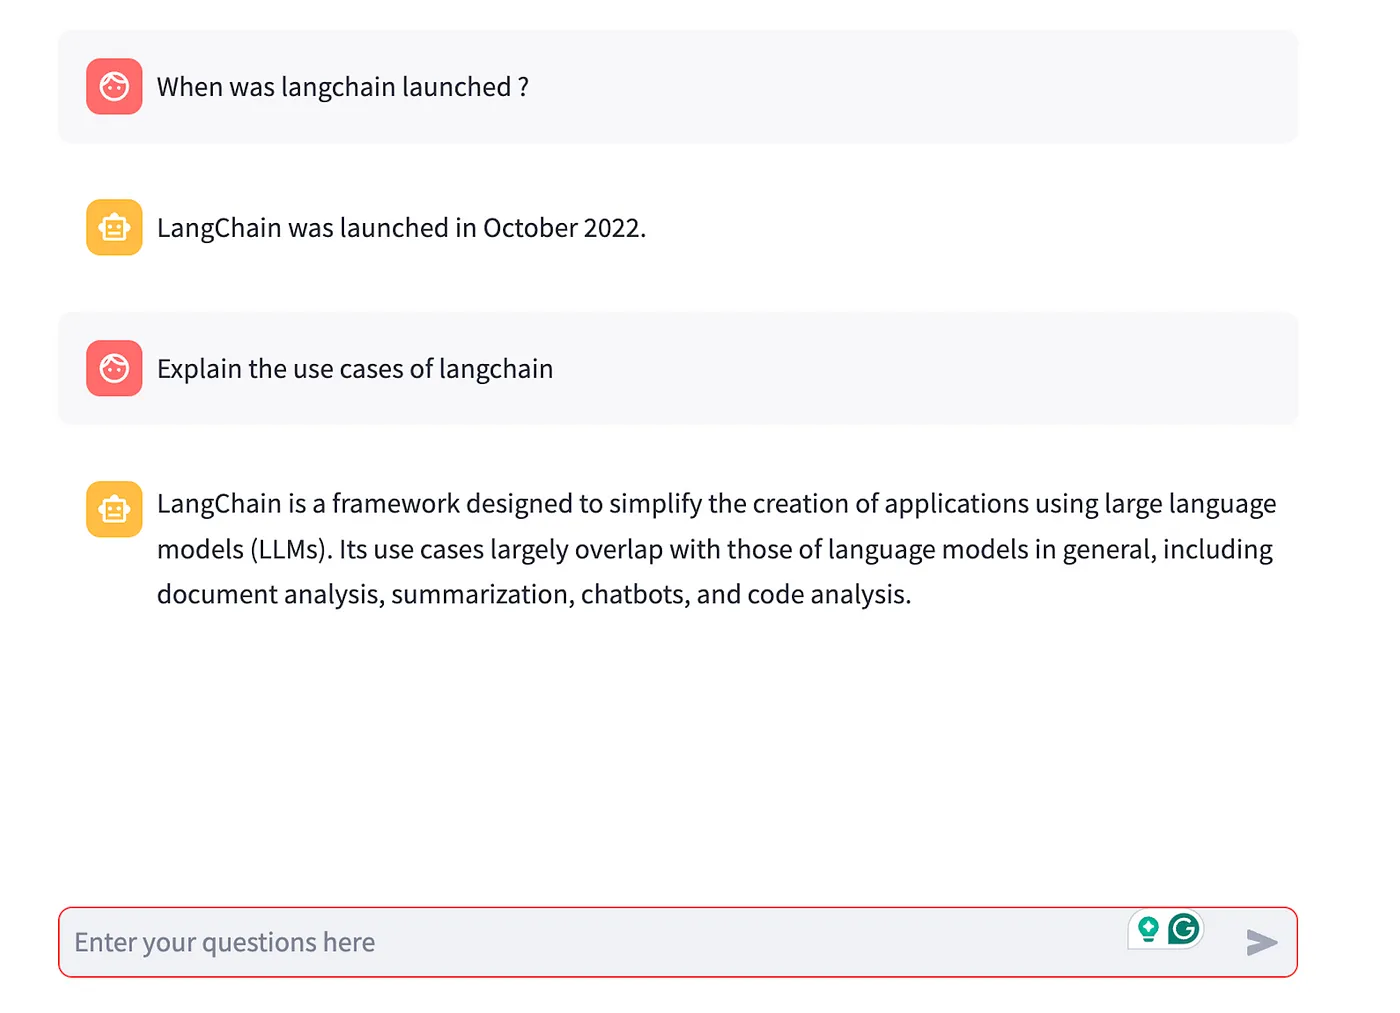 When was langchain launched ?
LangChain was launched in October 2022.
Explain the use cases of langchain
LangChain is a framework designed to simplify the creation of applications using large language
models (LLMs). Its use cases largely overlap with those of language models in general, including
document analysis, summarization, chatbots, and code analysis.
Enter your questions here